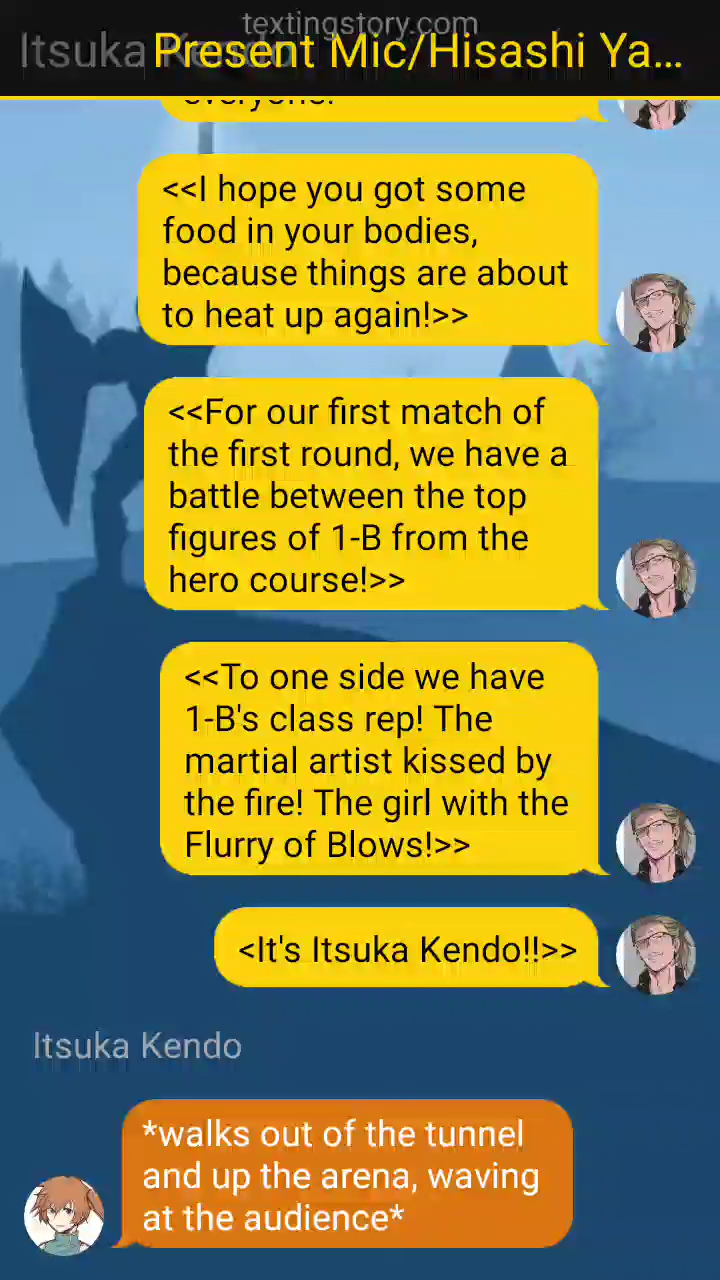 textingstory.com
Itsuka Kendo
Present Mic/Hisashi Ya...
everyone!
<<I hope you got some
food in your bodies,
because things are about
to heat up again!>>
<<For our first match of
the first round, we have a
battle between the top
figures of 1-B from the
hero course!>>
<<To one side we have
1-B's class rep! The
martial artist kissed by
the fire! The girl with the
Flurry of Blows!>>
<It's Itsuka Kendo!!>>
Itsuka Kendo
*walks out of the tunnel
and up the arena, waving
at the audience*